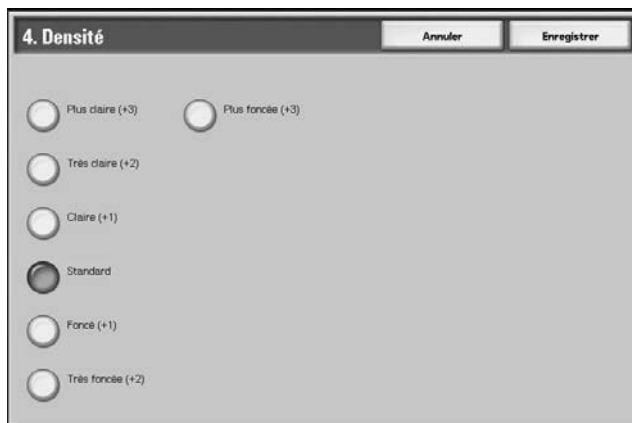 4. Densité
Annuler
Enregistrer
Plus claire (+3)
Plus foncée (+3)
Très claire (+2)
Claire (+1)
Standard
Foncé (+1)
Très foncée (+2)